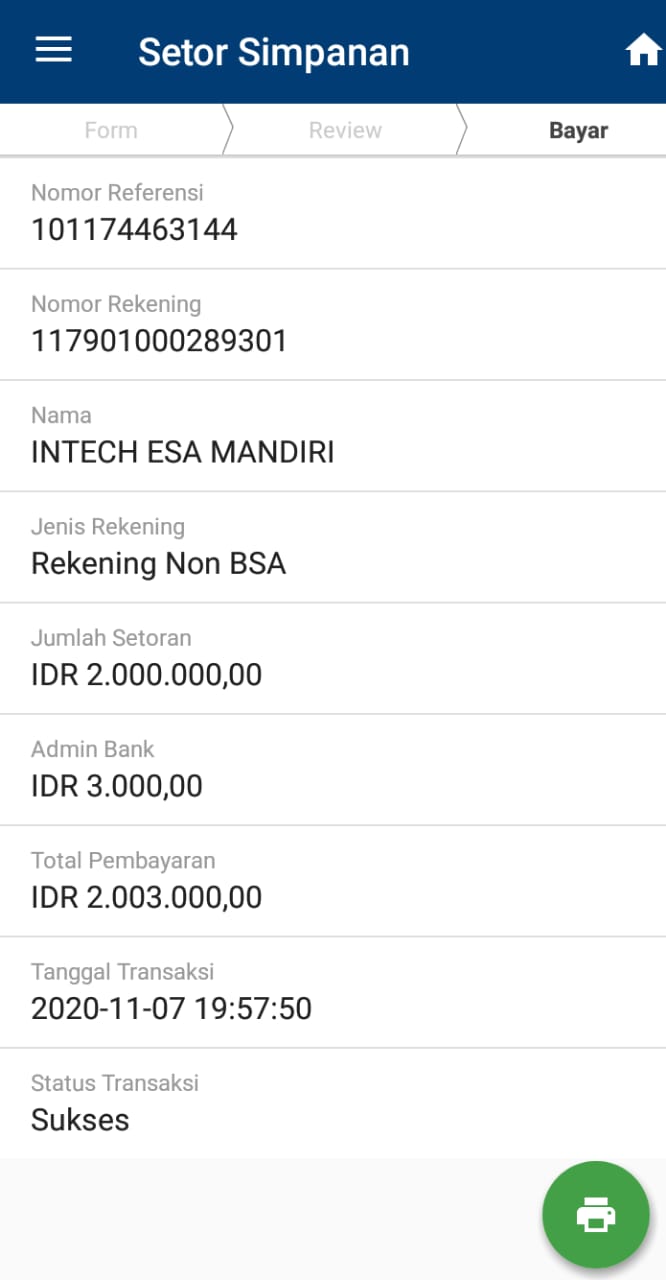 Setor Simpanan
Form
Review
Bayar
Nomor Referensi
101174463144
Nomor Rekening
117901000289301
Nama
INTECH ESA MANDIRI
Jenis Rekening
Rekening Non BSA
Jumlah Setoran
IDR 2.000.000,00
Admin Bank
IDR 3.000,00
Total Pembayaran
IDR 2.003.000,00
Tanggal Transaksi
2020-11-07 19:57:50
Status Transaksi
Sukses